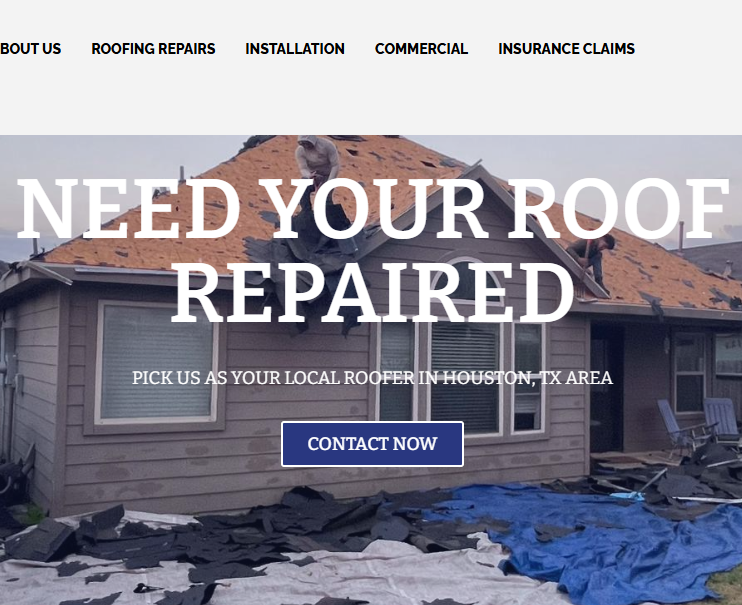 BOUT US ROOFING REPAIRS INSTALLATION COMMERCIAL INSURANCE CLAIMS
NEED YOUR ROOF
REPAIRED
PICK US AS YOUR LOCAL ROOFER IN HOUSTON, TX AREA
CONTACT NOW